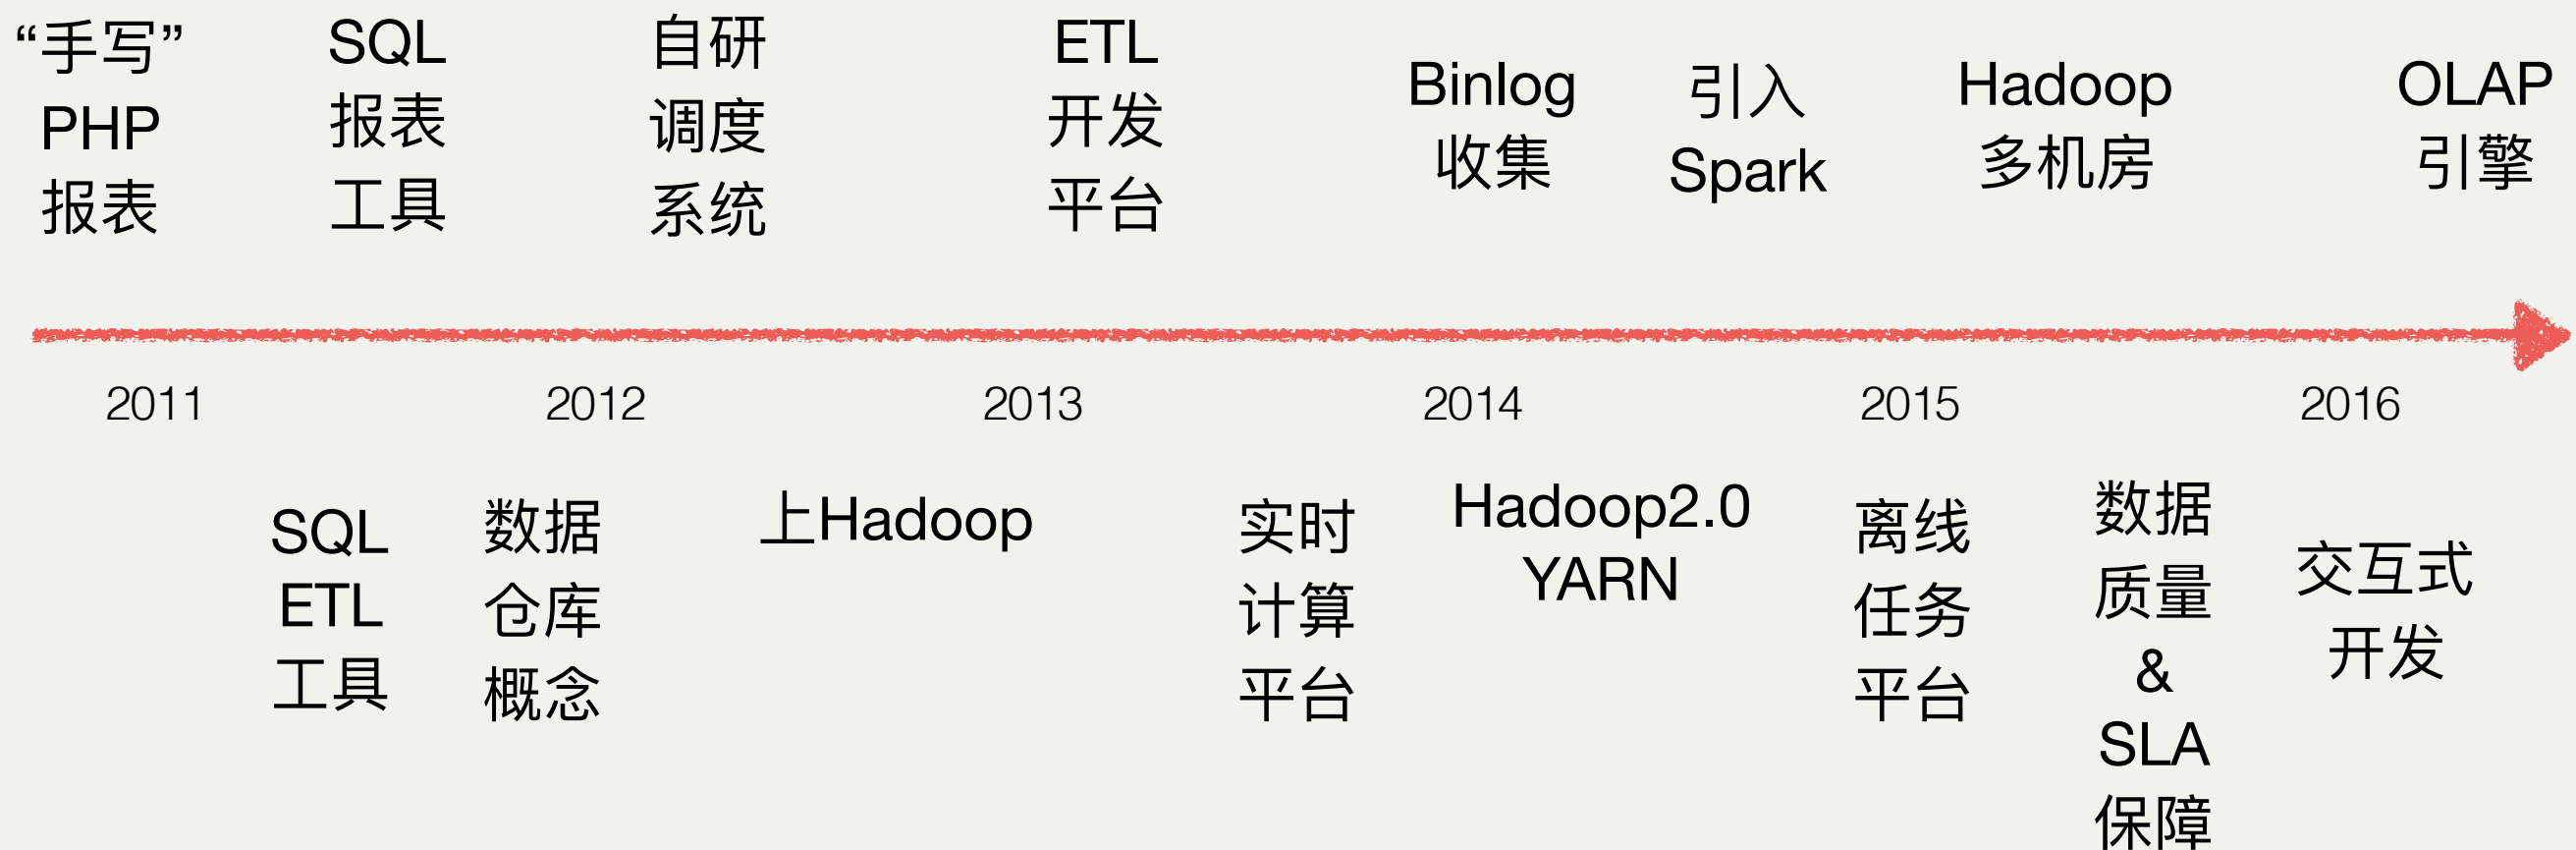 “手写”
PHP
报表
SQL
报表
工具
自研
调度
系统
ETL
开发
平台
Binlog
收集
引入
Spark
Hadoop
多机房
OLAP
引擎
2011
2012
2013
2014
2015
2016
SQL
ETL
工具
数据
仓库
概念
上Hadoop
实时
计算
平台
Hadoop2.0
YARN
离线
任务
平台
数据
质量
&
SLA
保障
交互式
开发